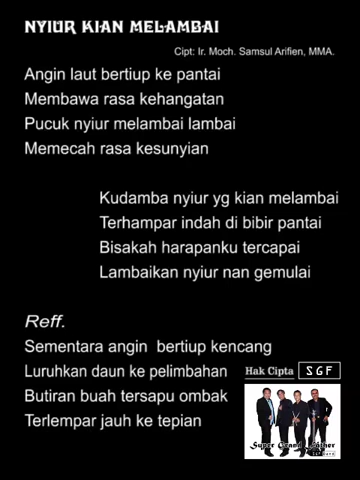 NYIUR KIAN MELAMBAI
Cipt: Ir. Moch. Samsul Arifien, MMA.
Angin laut bertiup ke pantai
Membawa rasa kehangatan
Pucuk nyiur melambai lambai
Memecah rasa kesunyian
Kudamba nyiur yg kian melambai
Terhampar indah di bibir pantai
Bisakah harapanku tercapai
Lambaikan nyiur nan gemulai
Reff.
Sementara angin bertiup kencang
Luruhkan daun ke pelimbahan
Butiran buah tersapu ombak
Terlempar jauh ke tepian
Hak Cipta SGF
Super Grand Father